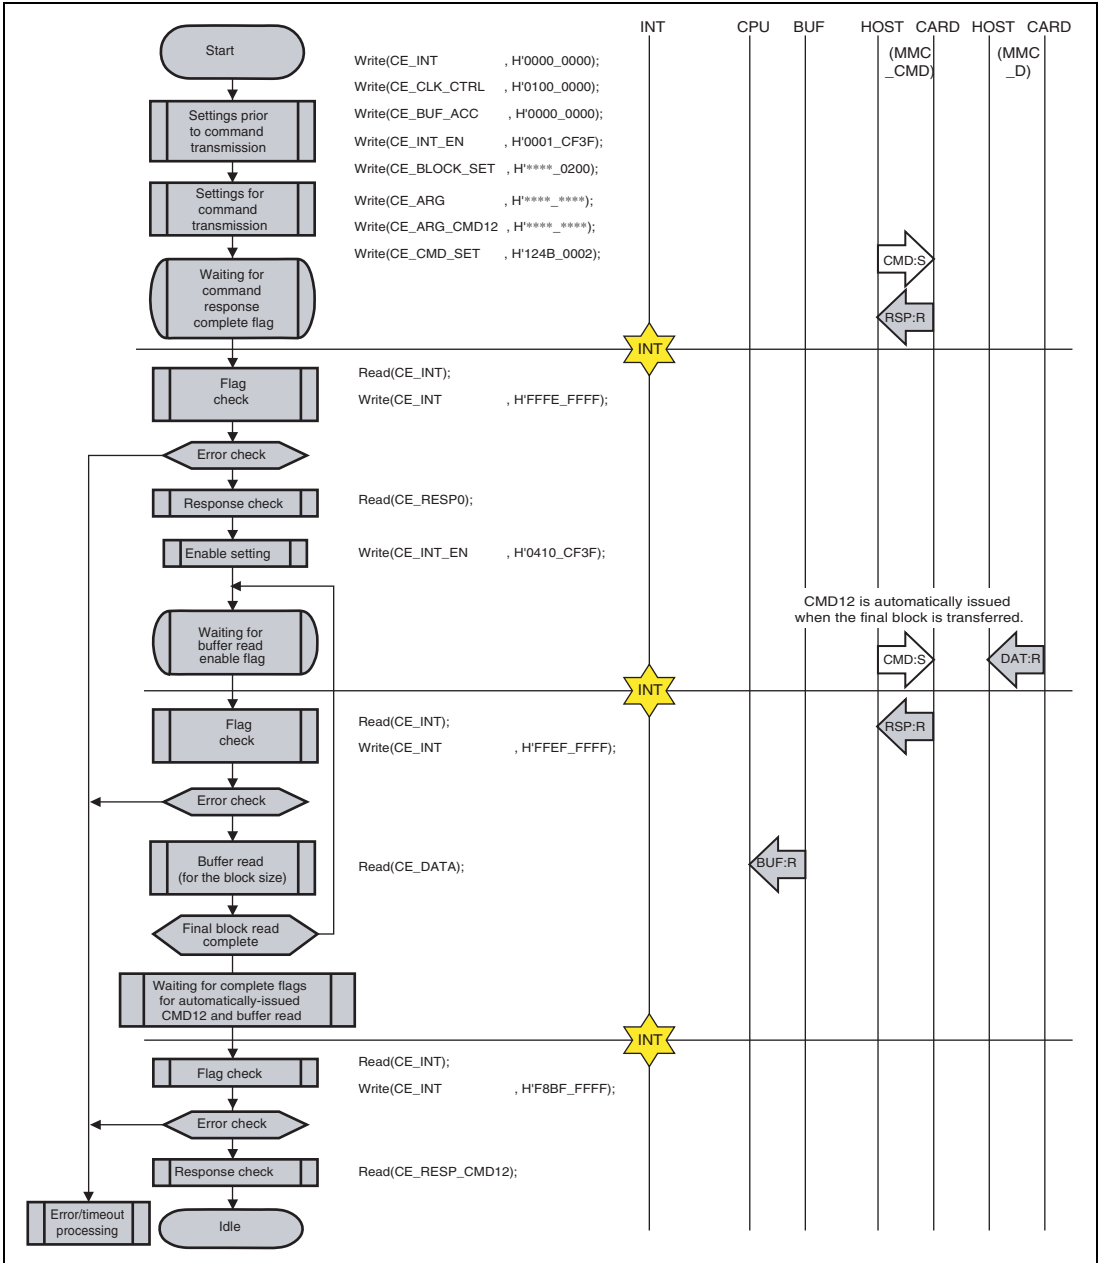 INT CPU BUF HOST CARD HOST CARD
(MMC
_CMD)
(MMC
_D)
Start
Write(CE_INT , H'0000_0000);
Write(CE_CLK_CTRL , H'0100_0000);
Settings prior
to command
transmission
Write(CE_BUF_ACC , H'0000_0000);
Write(CE_INT_EN , H'0001_CF3F);
Write(CE_BLOCK_SET , H'****_0200);
Settings for
command
transmission
Write(CE_ARG , H'****_****);
Write(CE_ARG_CMD12 , H'****_****);
Write(CE_CMD_SET , H'124B_0002);
CMD:S
Waiting for
command
response
complete flag
RSP:R
INT
Flag
check
Read(CE_INT);
Write(CE_INT , H'FFFE_FFFF);
Error check
Response check
Read(CE_RESP0);
Enable setting
Write(CE_INT_EN , H'0410_CF3F);
CMD12 is automatically issued
when the final block is transferred.
Waiting for
buffer read
enable flag
CMD:S
DAT:R
INT
Flag
check
Read(CE_INT);
Write(CE_INT , H'FFEF_FFFF);
RSP:R
Error check
Buffer read
(for the block size)
Read(CE_DATA);
BUF:R
Final block read
complete
Waiting for complete flags
for automatically-issued
CMD12 and buffer read
INT
Flag check
Read(CE_INT);
Write(CE_INT , H'F8BF_FFFF);
Error check
Response check
Read(CE_RESP_CMD12);
Error/timeout
processing
Idle